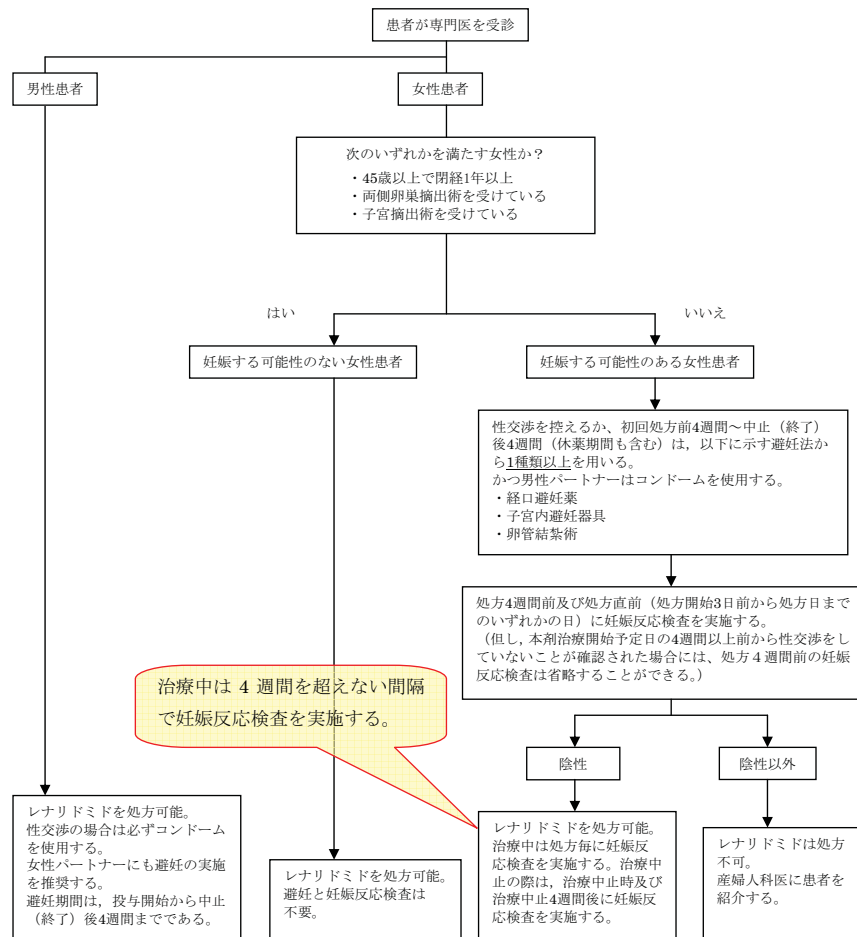 患者が専門医を受診
男性患者
女性患者
次のいずれかを満たす女性か？
・45歳以上で閉経1年以上
・両側卵巣摘出術を受けている
・子宮摘出術を受けている
はい
いいえ
妊娠する可能性のない女性患者
妊娠する可能性のある女性患者
性交渉を控えるか、初回処方前4週間～中止（終了）
後4週間（休薬期間も含む）は，以下に示す避妊法か
ら1種類以上を用いる。
かつ男性パートナーはコンドームを使用する。
・経口避妊薬
・子宮内避妊器具
・卵管結紮術
処方4週間前及び処方直前（処方開始3日前から処方日まで
のいずれかの日）に妊娠反応検査を実施する。
（但し，本剤治療開始予定日の4週間以上前から性交渉をし
ていないことが確認された場合には、処方４週間前の妊娠
反応検査は省略することができる。）
治療中は 4 週間を超えない間隔
で妊娠反応検査を実施する。
陰性
陰性以外
レナリドミドを処方可能。
性交渉の場合は必ずコンドーム
を使用する。
女性パートナーにも避妊の実施
を推奨する。
避妊期間は，投与開始から中止
（終了）後4週間までである。
レナリドミドを処方可能。
避妊と妊娠反応検査は
不要。
レナリドミドを処方可能。
治療中は処方毎に妊娠反
応検査を実施する。治療中
止の際は，治療中止時及び
治療中止4週間後に妊娠反
応検査を実施する。
レナリドミドは処方
不可。
産婦人科医に患者を
紹介する。